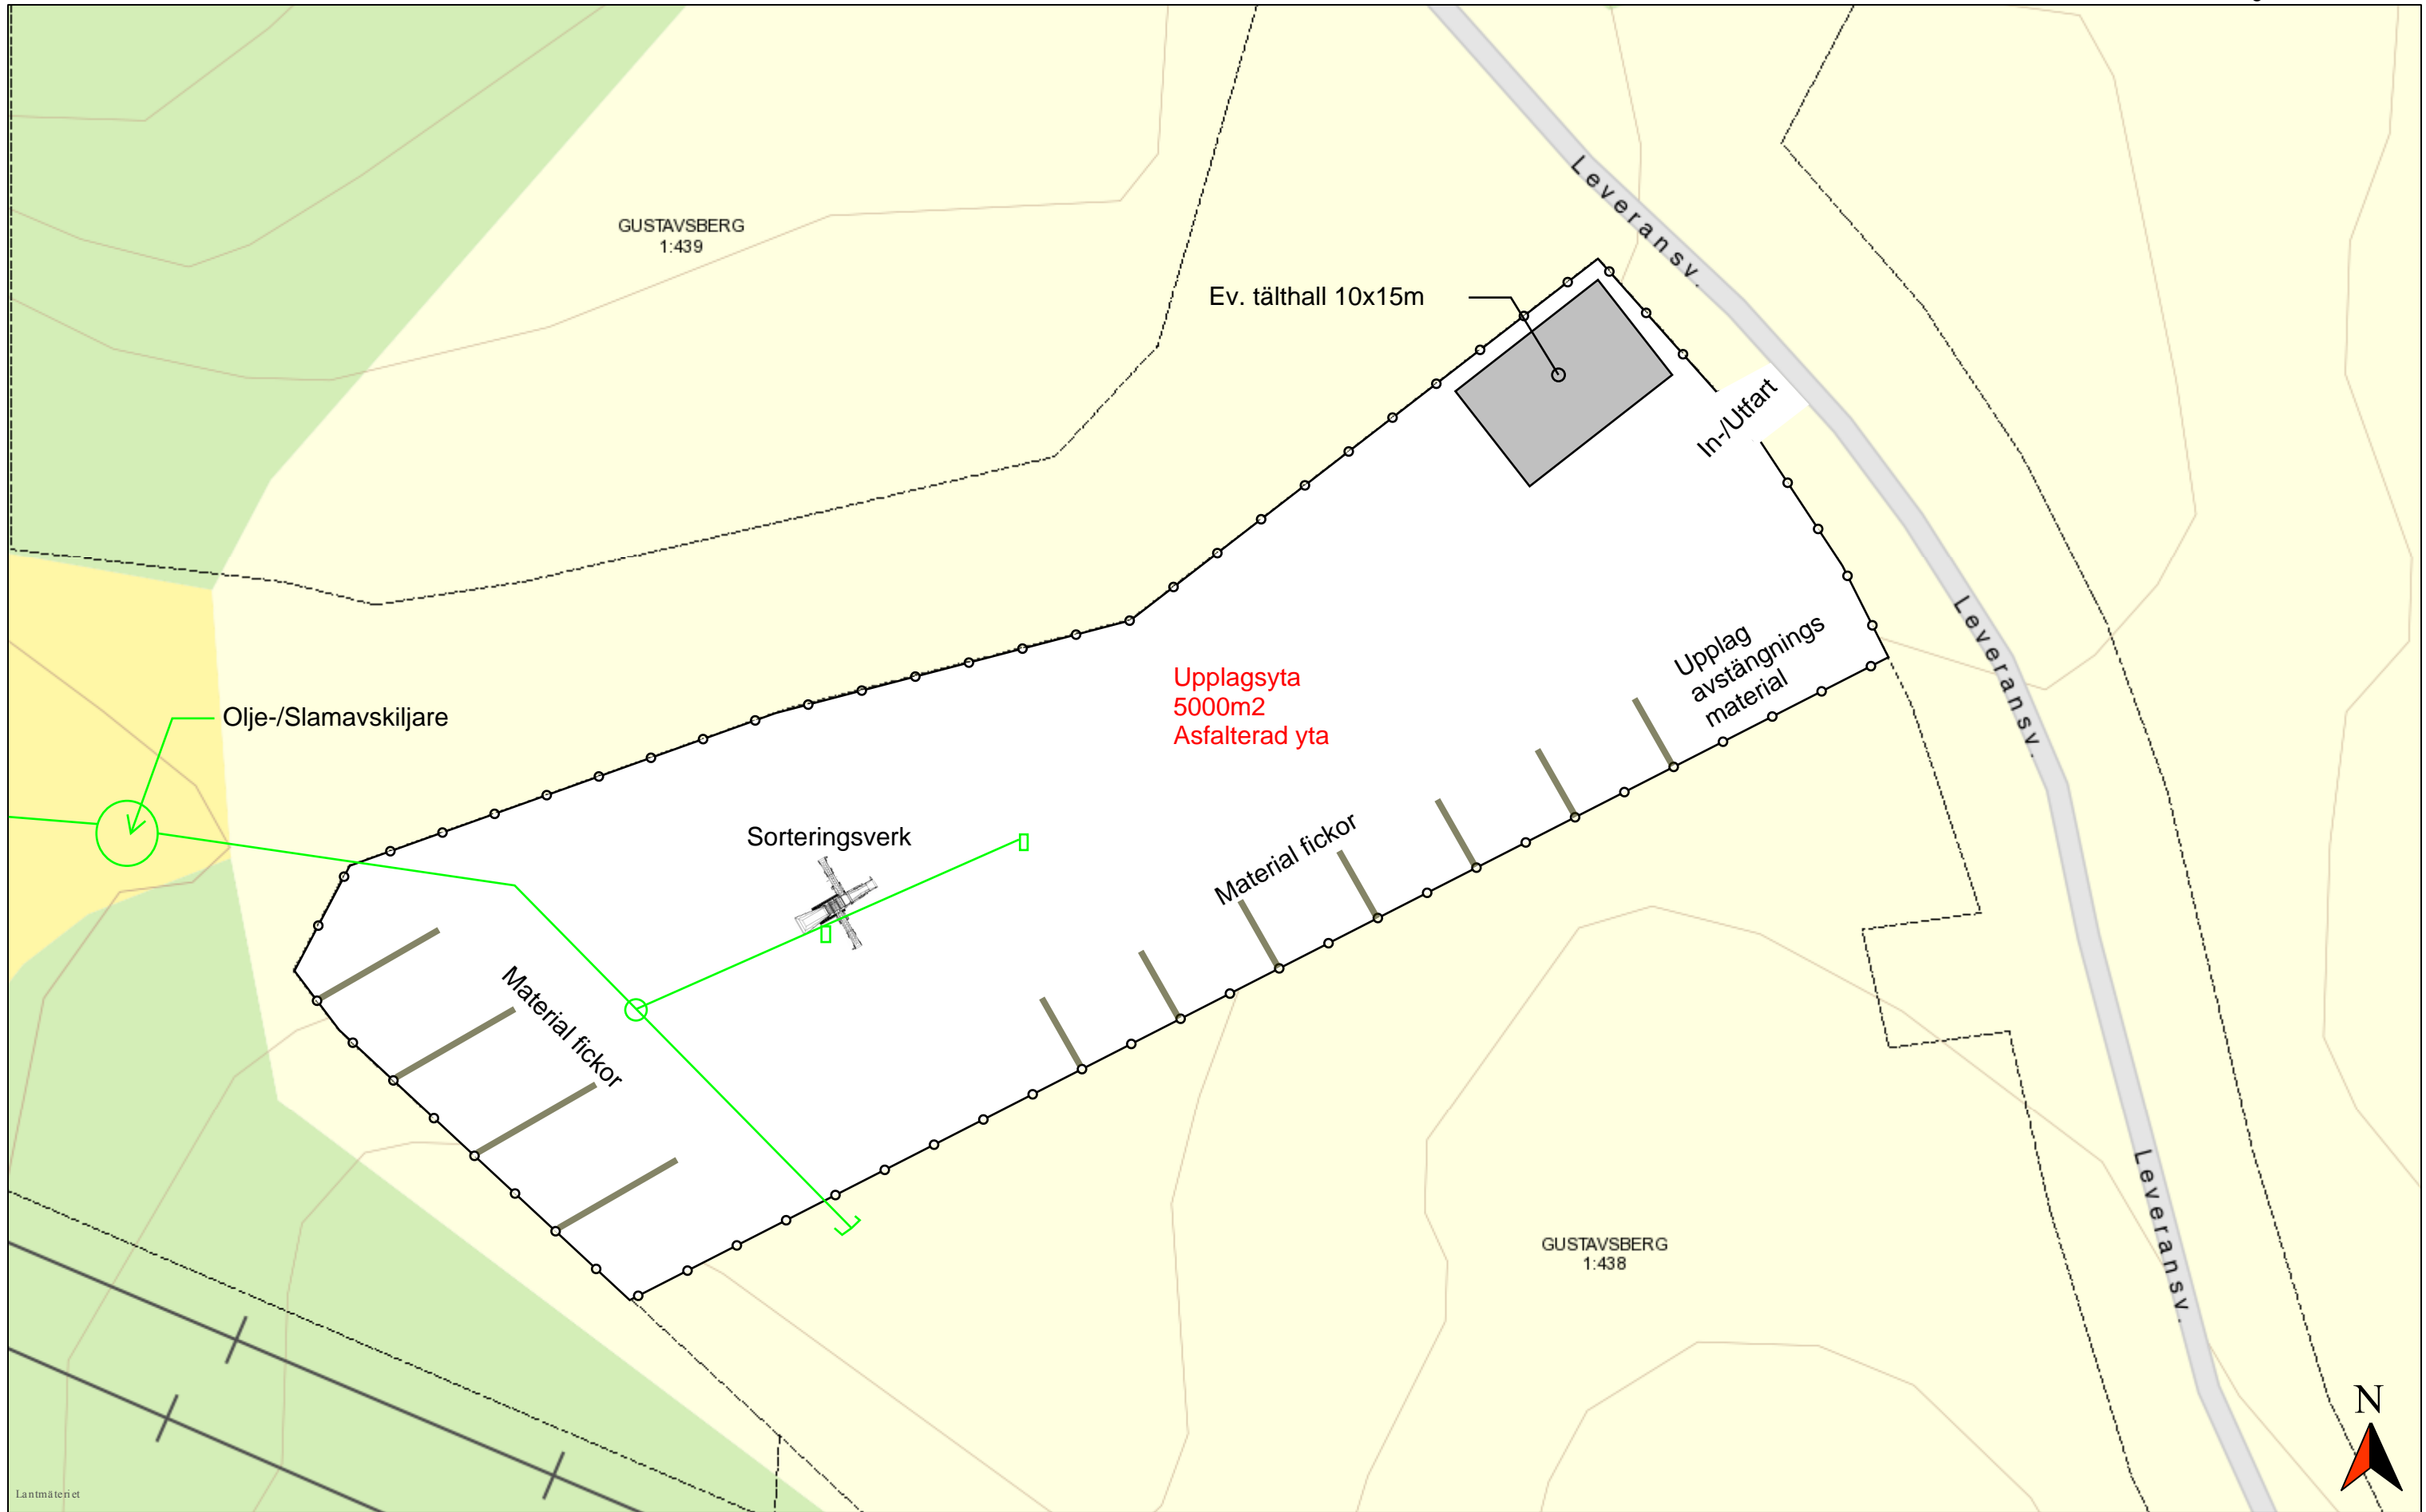 Leveransv.
GUSTAVSBERG
1:439
Ev. tälthall 10x15m
In-/Utfart
Leveransv.
Upplag
avstängnings
material
Upplagsyta
5000m2
Asfalterad yta
Olje-/Slamavskiljare
Sorteringsverk
Material fickor
Material fickor
GUSTAVSBERG
1:438
Leveransv.
N
Lantmäteriet